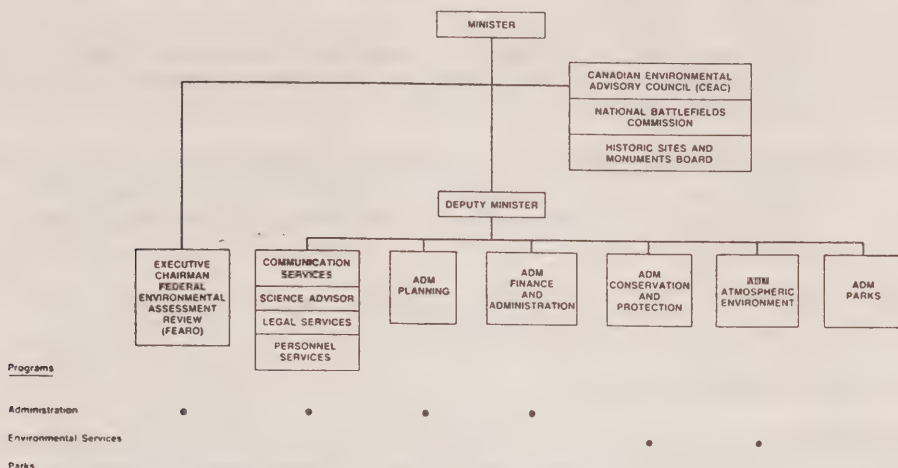 MINISTER
CANADIAN ENVIRONMENTAL
ADVISORY COUNCIL (CEAC)
NATIONAL BATTLEFIELDS
COMMISSION
HISTORIC SITES AND
MONUMENTS BOARD
DEPUTY MINISTER
EXECUTIVE
CHAIRMAN
FEDERAL
ENVIRONMENTAL
ASSESSMENT
REVIEW
(FEARO)
COMMUNICATION
SERVICES
SCIENCE ADVISOR
LEGAL SERVICES
PERSONNEL
SERVICES
ADM
PLANNING
ADM
FINANCE
AND
ADMINISTRATION
ADM
CONSERVATION
AND
PROTECTION
ADM
ATMOSPHERIC
ENVIRONMENT
ADM
PARKS
Programs
Administration
Environmental Services
Parks